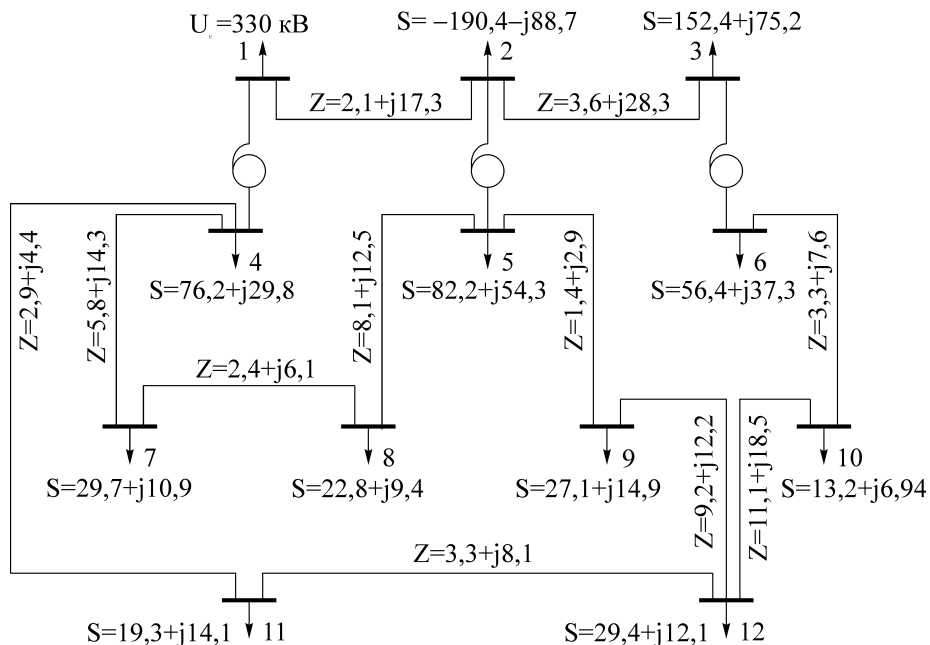 U с =330 кВ
1
S= –190,4–j88,7
2
S=152,4+j75,2
3
Z=2,1+j17,3
Z=3,6+j28,3
Z=2,9+j4,4
Z=5,8+j14,3
4
S=76,2+j29,8
Z=8,1+j12,5
5
S=82,2+j54,3
Z=1,4+j2,9
6
S=56,4+j37,3
Z=3,3+j7,6
Z=2,4+j6,1
7
S=29,7+j10,9
8
S=22,8+j9,4
9
S=27,1+j14,9
Z=9,2+j12,2
Z=11,1+j18,5
10
S=13,2+j6,94
Z=3,3+j8,1
S=19,3+j14,1
11
S=29,4+j12,1
12